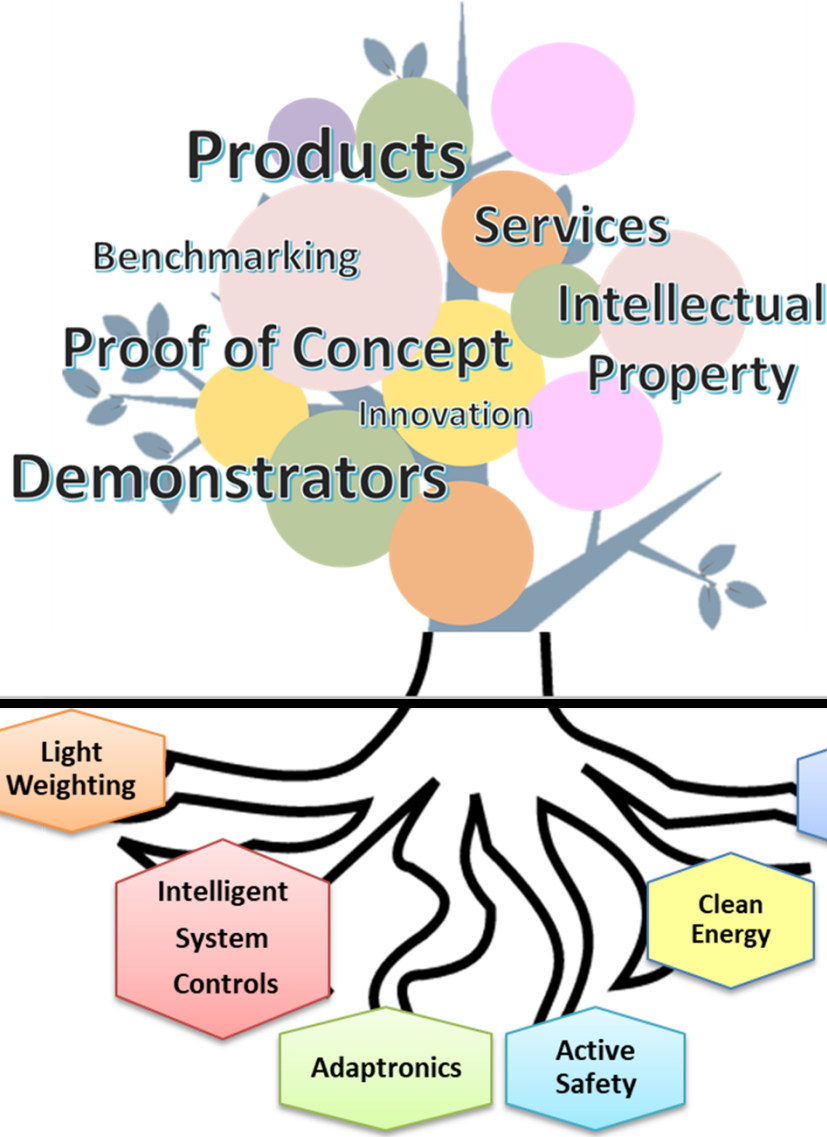 Products
Services
Benchmarking
Intellectual
Property
Proof of Concept
Innovation
Demonstrators
Light
Weighting
Intelligent
System
Controls
Clean
Energy
Adaptronics
Active
Safety